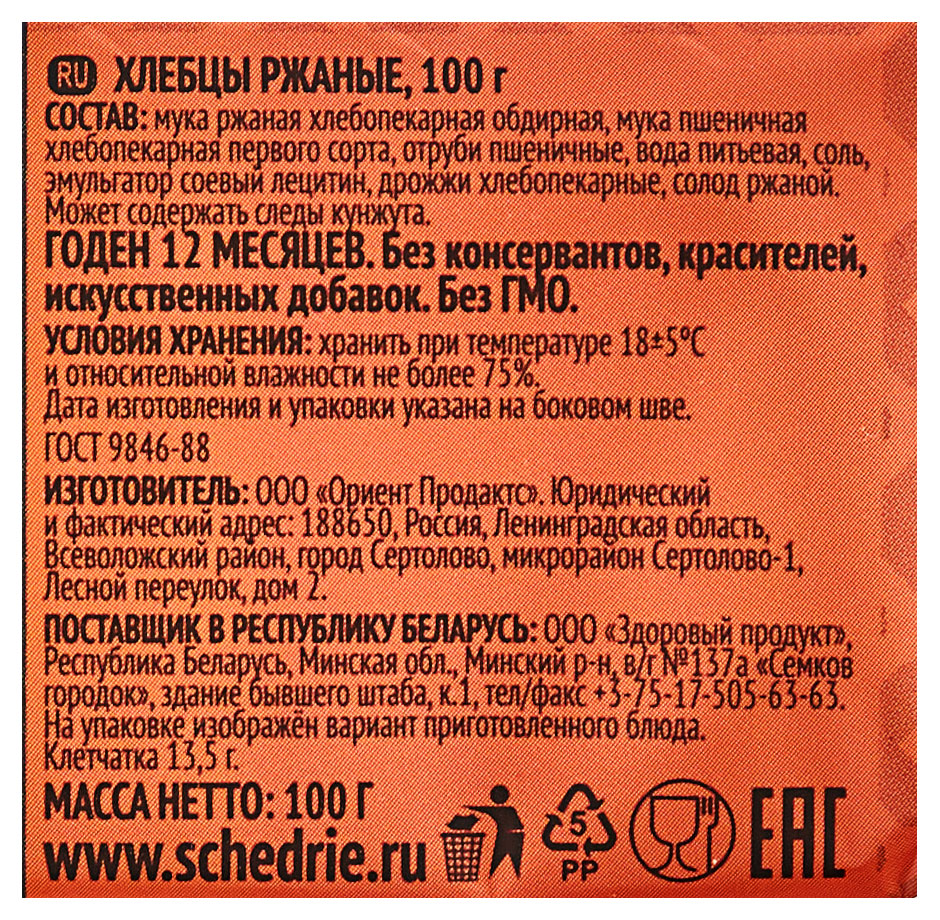 RU ХЛЕБЦЫ РЖАНЫЕ, 100 г
СОСТАВ: мука ржаная хлебопекарная обдирная, мука пшеничная
хлебопекарная первого сорта, отруби пшеничные, вода питьевая, соль,
эмульгатор соевый лецитин, дрожжи хлебопекарные, солод ржаной.
Может содержать следы кунжута.
ГОДЕН 12 МЕСЯЦЕВ. Без консервантов, красителей,
искусственных добавок. Без ГМО.
УСЛОВИЯ ХРАНЕНИЯ: хранить при температуре 18±5°С
и относительной влажности не более 75%.
Дата изготовления и упаковки указана на боковом шве.
ГОСТ 9846-88
ИЗГОТОВИТЕЛЬ: ООО «Ориент Продактс». Юридический
и фактический адрес: 188650, Россия, Ленинградская область,
Всеволожский район, город Сертолово, микрорайон Сертолово-1,
Лесной переулок, дом 2.
ПОСТАВЩИК В РЕСПУБЛИКУ БЕЛАРУСЬ: ООО «Здоровый продукт»,
Республика Беларусь, Минская обл., Минский р-н, в/г №137а «Семков
городок», здание бывшего штаба, к.1, тел/факс +3-75-17-505-63-63.
На упаковке изображён вариант приготовленного блюда.
Клетчатка 13,5 г.
МАССА НЕТТО: 100 Г
www.schedrie.ru
5
PP
EAC